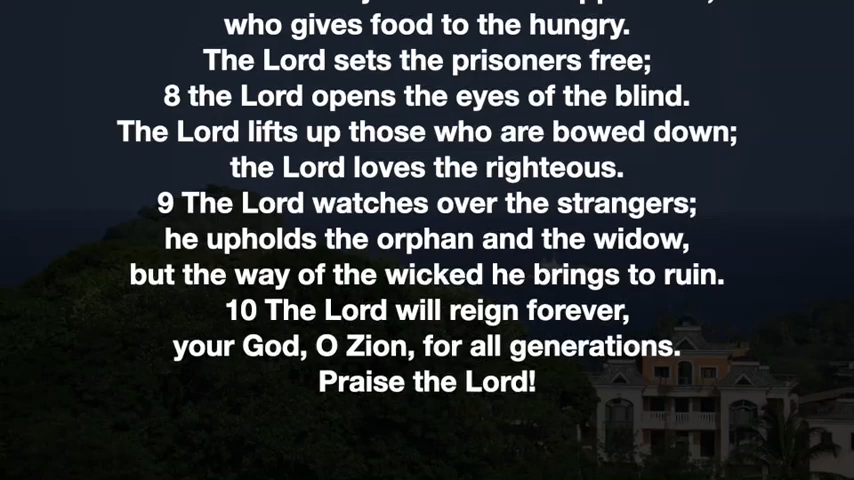 who gives food to the hungry.
The Lord sets the prisoners free;
8 the Lord opens the eyes of the blind.
The Lord lifts up those who are bowed down;
the Lord loves the righteous.
9 The Lord watches over the strangers;
he upholds the orphan and the widow,
but the way of the wicked he brings to ruin.
10 The Lord will reign forever,
your God, O Zion, for all generations.
Praise the Lord!